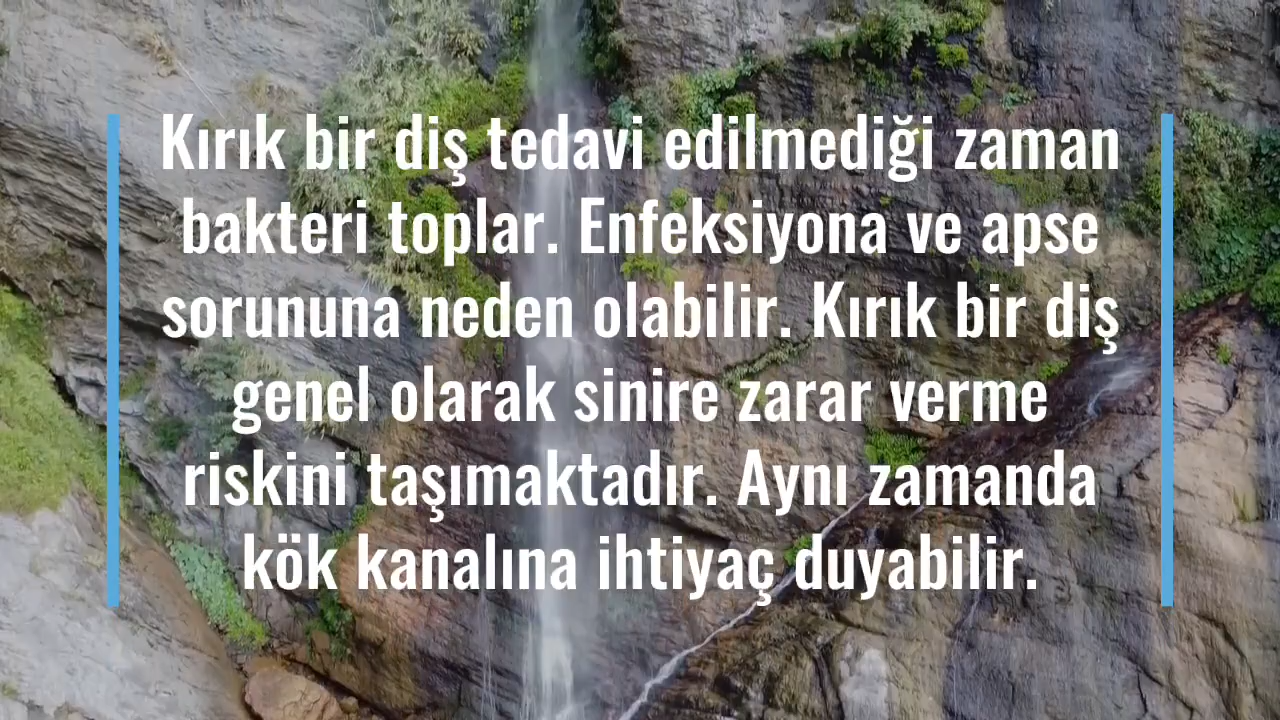 Kırık bir diş tedavi edilmediği zaman
bakteri toplar. Enfeksiyona ve apse
sorununa neden olabilir. Kırık bir diş
genel olarak sinire zarar verme
riskini taşımaktadır. Aynı zamanda
kök kanalına ihtiyaç duyabilir.